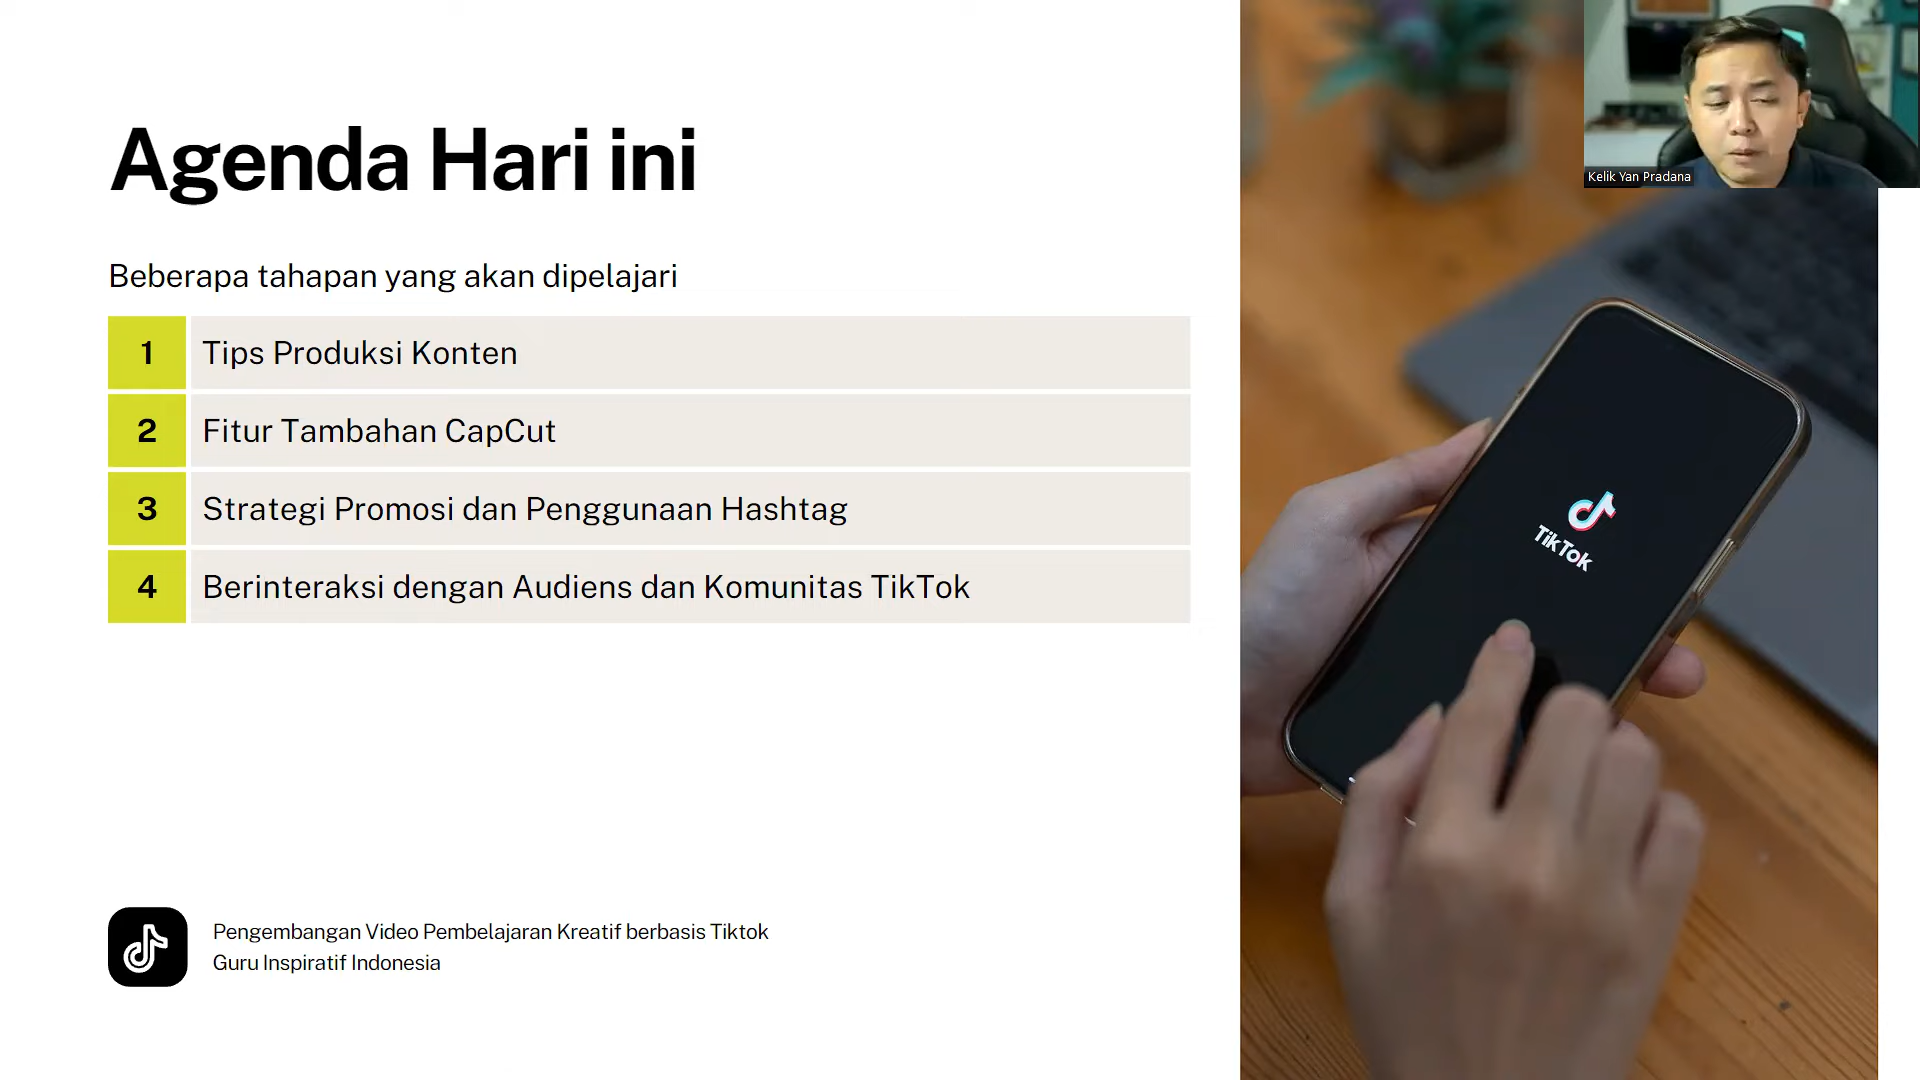 Agenda Hari ini
Beberapa tahapan yang akan dipelajari
1 Tips Produksi Konten
2 Fitur Tambahan CapCut
3 Strategi Promosi dan Penggunaan Hashtag
4 Berinteraksi dengan Audiens dan Komunitas TikTok
Pengembangan Video Pembelajaran Kreatif berbasis Tiktok
Guru Inspiratif Indonesia
Kelik Yan Pradana
TikTok